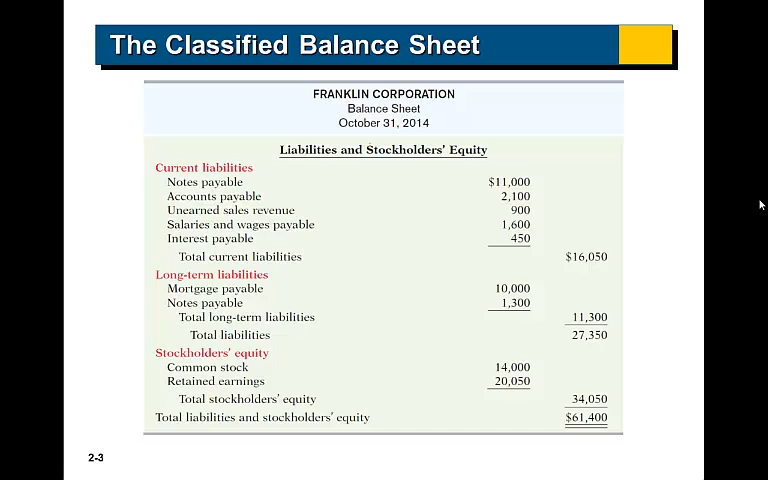 The Classified Balance Sheet
FRANKLIN CORPORATION
Balance Sheet
October 31, 2014
Liabilities and Stockholders' Equity
Current liabilities
Notes payable $11,000
Accounts payable 2,100
Unearned sales revenue 900
Salaries and wages payable 1,600
Interest payable 450
Total current liabilities $16,050
Long-term liabilities
Mortgage payable 10,000
Notes payable 1,300
Total long-term liabilities 11,300
Total liabilities 27,350
Stockholders' equity
Common stock 14,000
Retained earnings 20,050
Total stockholders' equity 34,050
Total liabilities and stockholders' equity $61,400
2-3